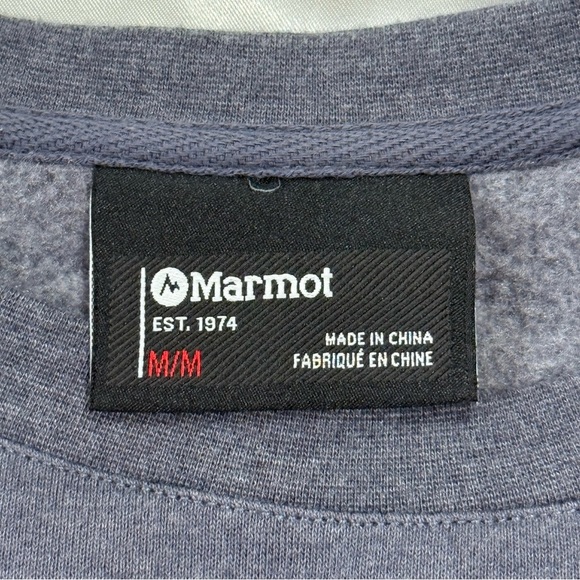 Marmot
EST. 1974
M/M
MADE IN CHINA
FABRIQUÉ EN CHINE